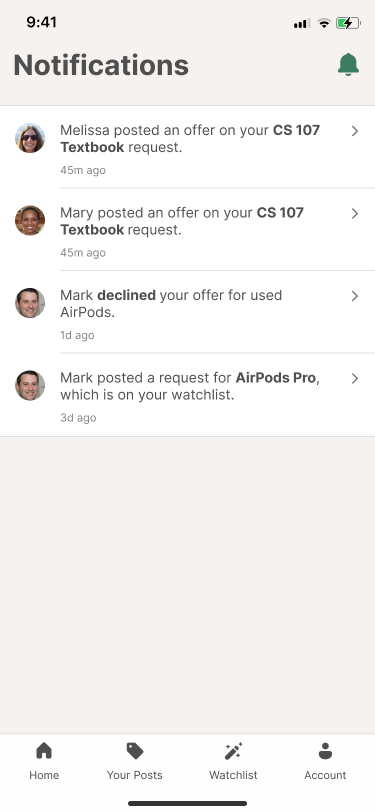 9:41
Notifications
Melissa posted an offer on your CS 107
Textbook request.
45m ago
Mary posted an offer on your CS 107
Textbook request.
45m ago
Mark declined your offer for used
AirPods.
1d ago
Mark posted a request for AirPods Pro,
which is on your watchlist.
3d ago
Home
Your Posts
Watchlist
Account